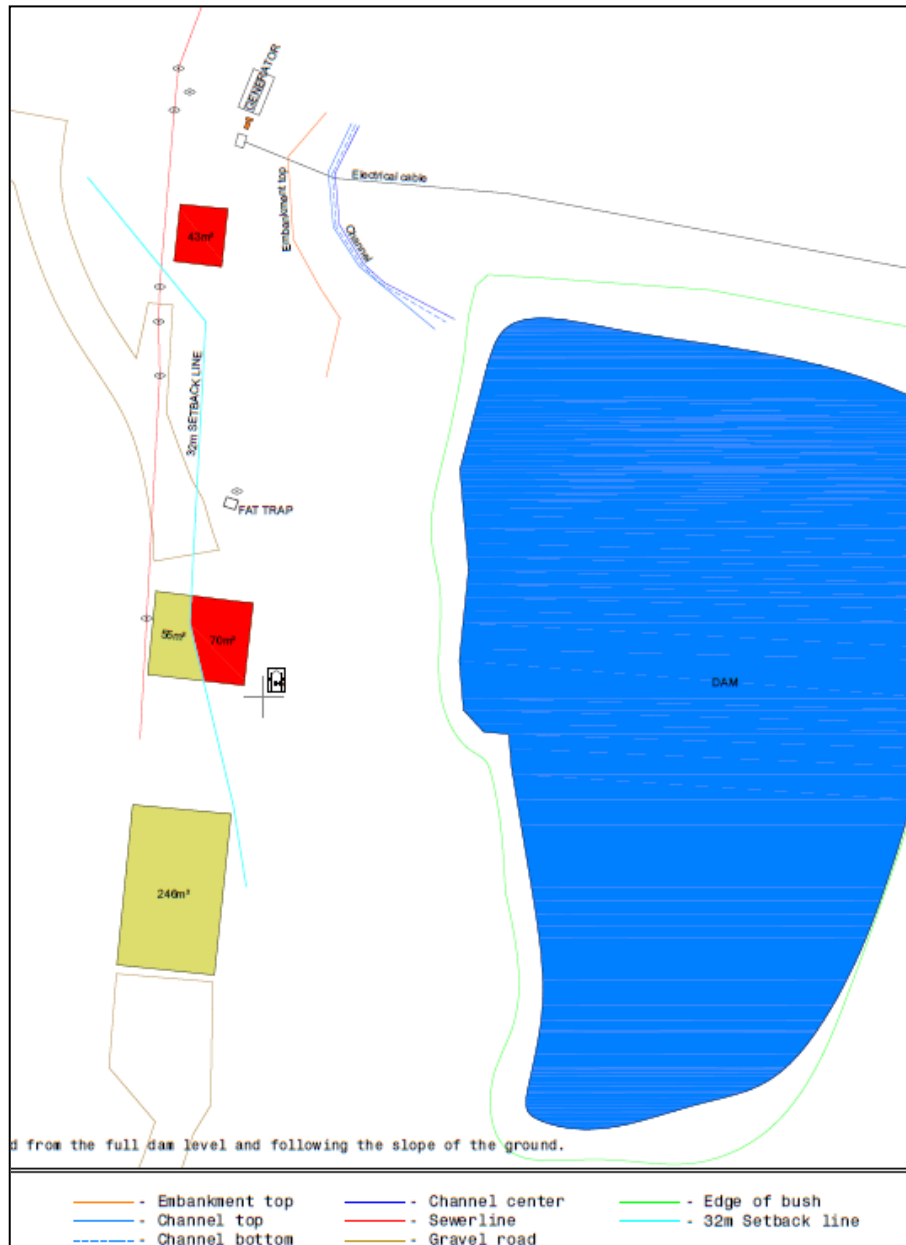 GENERATOR
Electrical cable
Embankment top
Channel
43m²
32m SETBACK LINE
FAT TRAP
55m²
70m²
DAM
246m²
d from the full dam level and following the slope of the ground.
- Embankment top
- Channel center
- Edge of bush
- Channel top
- Sewerline
- 32m Setback line
- Channel bottom
- Gravel road